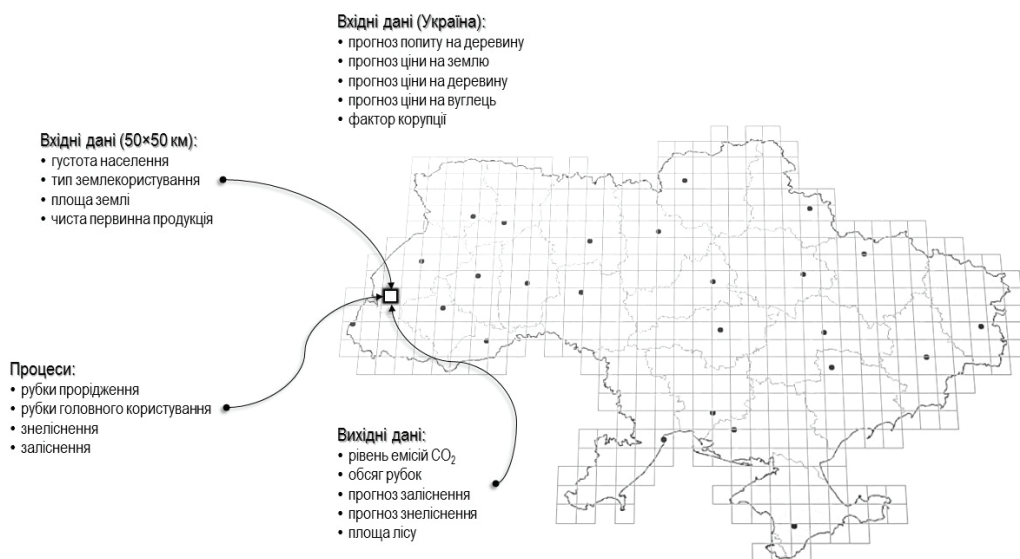 Вхідні дані (Україна):
• прогноз попиту на деревину
• прогноз ціни на землю
• прогноз ціни на деревину
• прогноз ціни на вуглець
• фактор корупції
Вхідні дані (50×50 км):
• густота населення
• тип землекористування
• площа землі
• чиста первинна продукція
Процеси:
• рубки прорідження
• рубки головного користування
• знеліснення
• заліснення
Вихідні дані:
• рівень емісій CO₂
• обсяг рубок
• прогноз заліснення
• прогноз знеліснення
• площа лісу